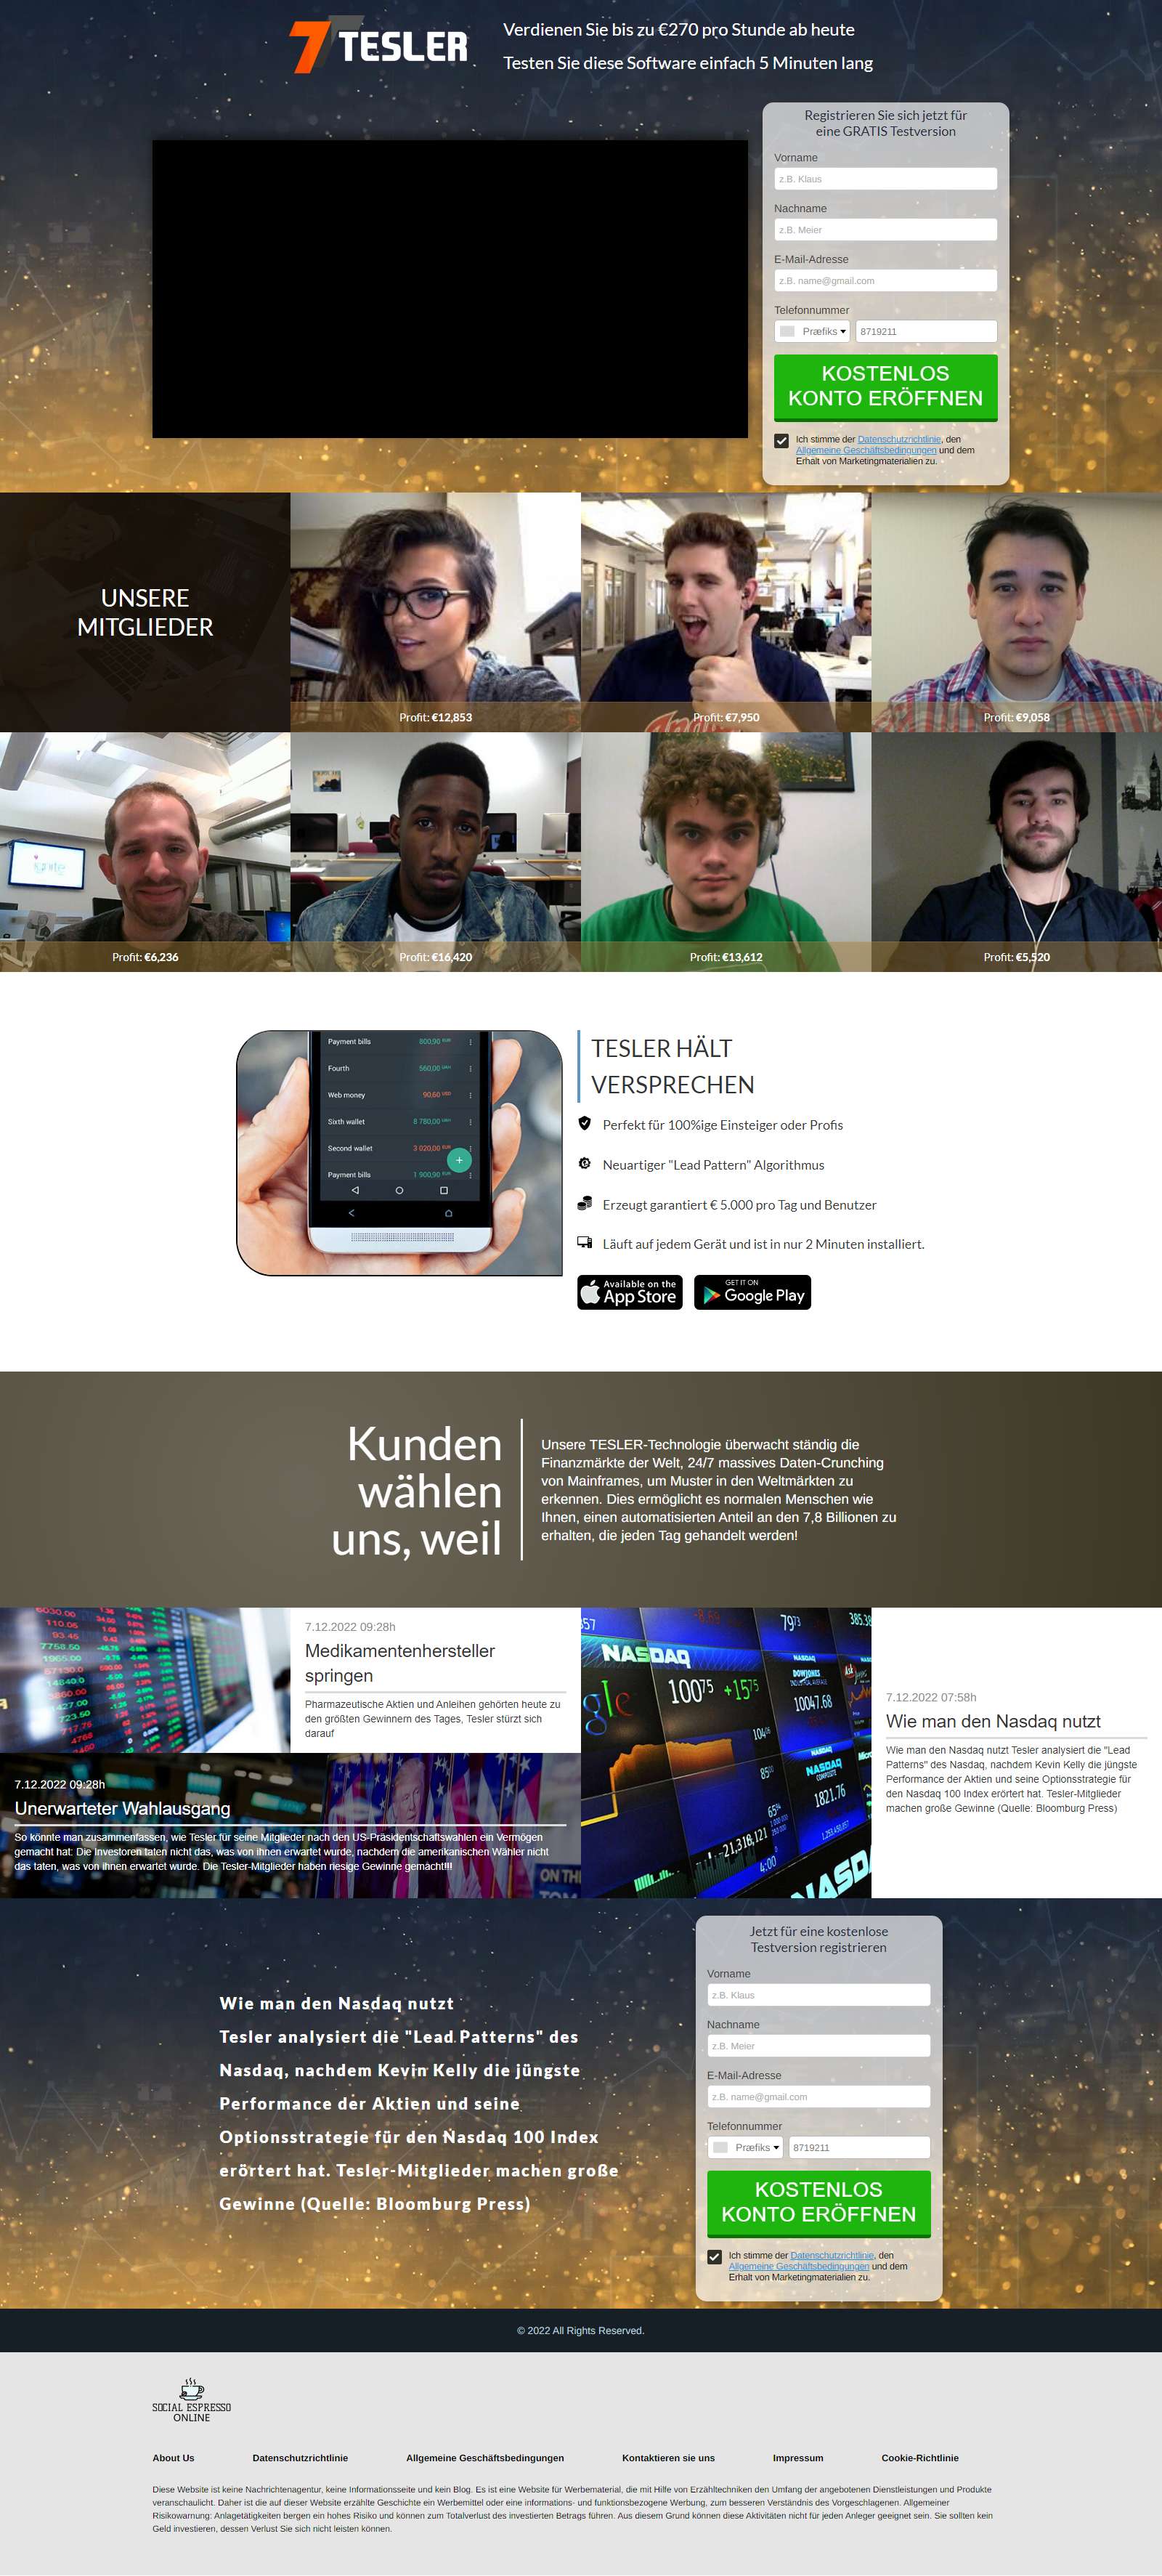 TESLER
Verdienen Sie bis zu €270 pro Stunde ab heute
Testen Sie diese Software einfach 5 Minuten lang
Registrieren Sie sich jetzt für
eine GRATIS Testversion
Vorname
z.B. Klaus
Nachname
z.B. Meier
E-Mail-Adresse
z.B. name@gmail.com
Telefonnummer
Præfiks
8719211
KOSTENLOS
KONTO ERÖFFNEN
Ich stimme der Datenschutzrichtlinie, den
Allgemeine Geschäftsbedingungen und dem
Erhalt von Marketingmaterialien zu.
UNSERE
MITGLIEDER
Profit: €12,853
Profit: €7,950
Profit: €9,058
Profit: €6,236
Profit: €16,420
Profit: €13,612
Profit: €5,520
Payment bills 800,90 EUR
Fourth 560,00 UAH
Web money 90,60 USD
Sixth wallet 8 780,00 UAH
Second wallet 3 020,00 EUR
Payment bills 1 900,90 EUR
TESLER HÄLT
VERSPRECHEN
Perfekt für 100%ige Einsteiger oder Profis
Neuartiger "Lead Pattern" Algorithmus
Erzeugt garantiert € 5.000 pro Tag und Benutzer
Läuft auf jedem Gerät und ist in nur 2 Minuten installiert.
Available on the
App Store
GET IT ON
Google Play
Kunden
wählen
uns, weil
Unsere TESLER-Technologie überwacht ständig die
Finanzmärkte der Welt, 24/7 massives Daten-Crunching
von Mainframes, um Muster in den Weltmärkten zu
erkennen. Dies ermöglicht es normalen Menschen wie
Ihnen, einen automatisierten Anteil an den 7,8 Billionen zu
erhalten, die jeden Tag gehandelt werden!
7.12.2022 09:28h
Medikamentenhersteller
springen
Pharmazeutische Aktien und Anleihen gehörten heute zu
den größten Gewinnern des Tages, Tesler stürzt sich
darauf
7.12.2022 09:28h
Unerwarteter Wahlausgang
So könnte man zusammenfassen, wie Tesler für seine Mitglieder nach den US-Präsidentschaftswahlen ein Vermögen
gemacht hat: Die Investoren taten nicht das, was von ihnen erwartet wurde, nachdem die amerikanischen Wähler nicht
das taten, was von ihnen erwartet wurde. Die Tesler-Mitglieder haben riesige Gewinne gemacht!!!
NASDAQ
10075 +15.75
7973
385.38
DOWJONES
10047.68
NASDAQ
COMPOSITE
1821.76
7.12.2022 07:58h
Wie man den Nasdaq nutzt
Wie man den Nasdaq nutzt Tesler analysiert die "Lead
Patterns" des Nasdaq, nachdem Kevin Kelly die jüngste
Performance der Aktien und seine Optionsstrategie für
den Nasdaq 100 Index erörtert hat. Tesler-Mitglieder
machen große Gewinne (Quelle: Bloomburg Press)
Wie man den Nasdaq nutzt
Tesler analysiert die "Lead Patterns" des
Nasdaq, nachdem Kevin Kelly die jüngste
Performance der Aktien und seine
Optionsstrategie für den Nasdaq 100 Index
erörtert hat. Tesler-Mitglieder machen große
Gewinne (Quelle: Bloomburg Press)
Jetzt für eine kostenlose
Testversion registrieren
Vorname
z.B. Klaus
Nachname
z.B. Meier
E-Mail-Adresse
z.B. name@gmail.com
Telefonnummer
Præfiks
8719211
KOSTENLOS
KONTO ERÖFFNEN
Ich stimme der Datenschutzrichtlinie, den
Allgemeine Geschäftsbedingungen und dem
Erhalt von Marketingmaterialien zu.
© 2022 All Rights Reserved.
SOCIAL ESPRESSO
ONLINE
About Us Datenschutzrichtlinie Allgemeine Geschäftsbedingungen Kontaktieren sie uns Impressum Cookie-Richtlinie
Diese Website ist keine Nachrichtenagentur, keine Informationsseite und kein Blog. Es ist eine Website für Werbematerial, die mit Hilfe von Erzähltechniken den Umfang der angebotenen Dienstleistungen und Produkte
veranschaulicht. Daher ist die auf dieser Website erzählte Geschichte ein Werbemittel oder eine informations- und funktionsbezogene Werbung, zum besseren Verständnis des Vorgeschlagenen. Allgemeiner
Risikowarnung: Anlagetätigkeiten bergen ein hohes Risiko und können zum Totalverlust des investierten Betrags führen. Aus diesem Grund können diese Aktivitäten nicht für jeden Anleger geeignet sein. Sie sollten kein
Geld investieren, dessen Verlust Sie sich nicht leisten können.